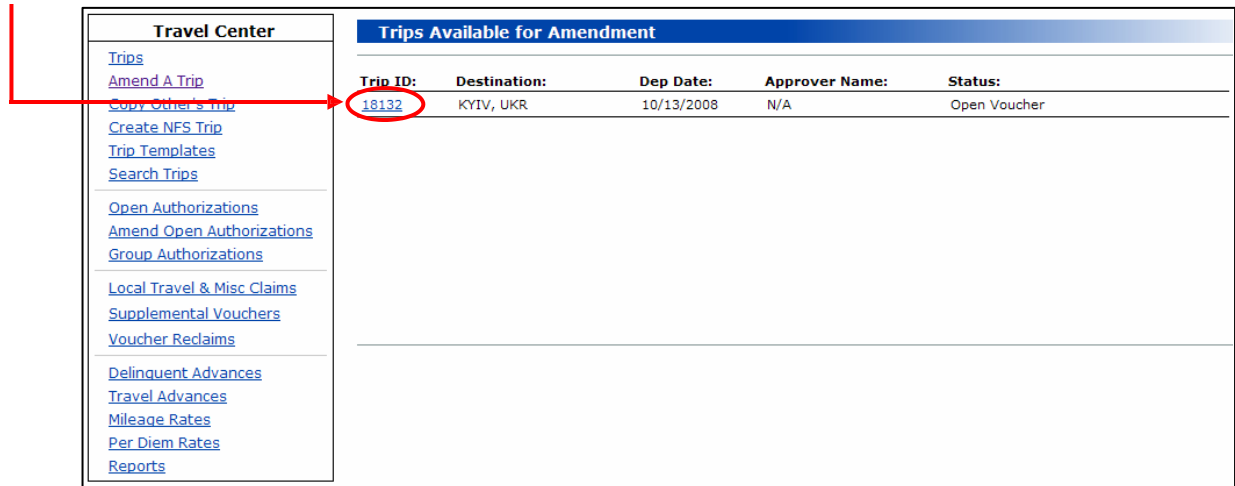 Travel Center
Trips
Amend A Trip
Copy Other's Trip
Create NFS Trip
Trip Templates
Search Trips
Open Authorizations
Amend Open Authorizations
Group Authorizations
Local Travel & Misc Claims
Supplemental Vouchers
Voucher Reclaims
Delinquent Advances
Travel Advances
Mileage Rates
Per Diem Rates
Reports
Trips Available for Amendment
Trip ID: Destination: Dep Date: Approver Name: Status:
18132 KYIV, UKR 10/13/2008 N/A Open Voucher